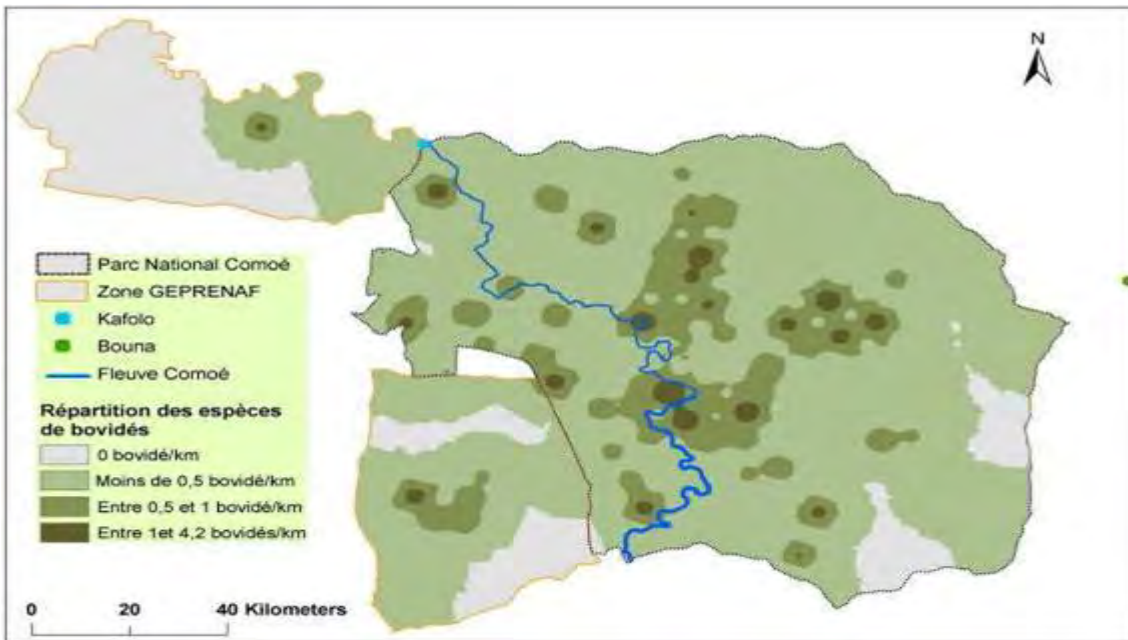 N
Parc National Comoé
Zone GEPRENAF
Kafolo
Bouna
Fleuve Comoé
Répartition des espèces
de bovidés
0 bovidé/km
Moins de 0,5 bovidé/km
Entre 0,5 et 1 bovidé/km
Entre 1et 4,2 bovidés/km
0 20 40 Kilometers